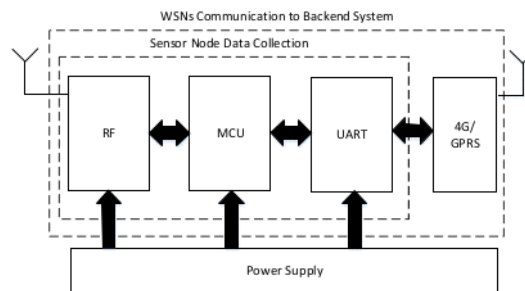 WSNs Communication to Backend System
Sensor Node Data Collection
RF
MCU
UART
4G/
GPRS
Power Supply